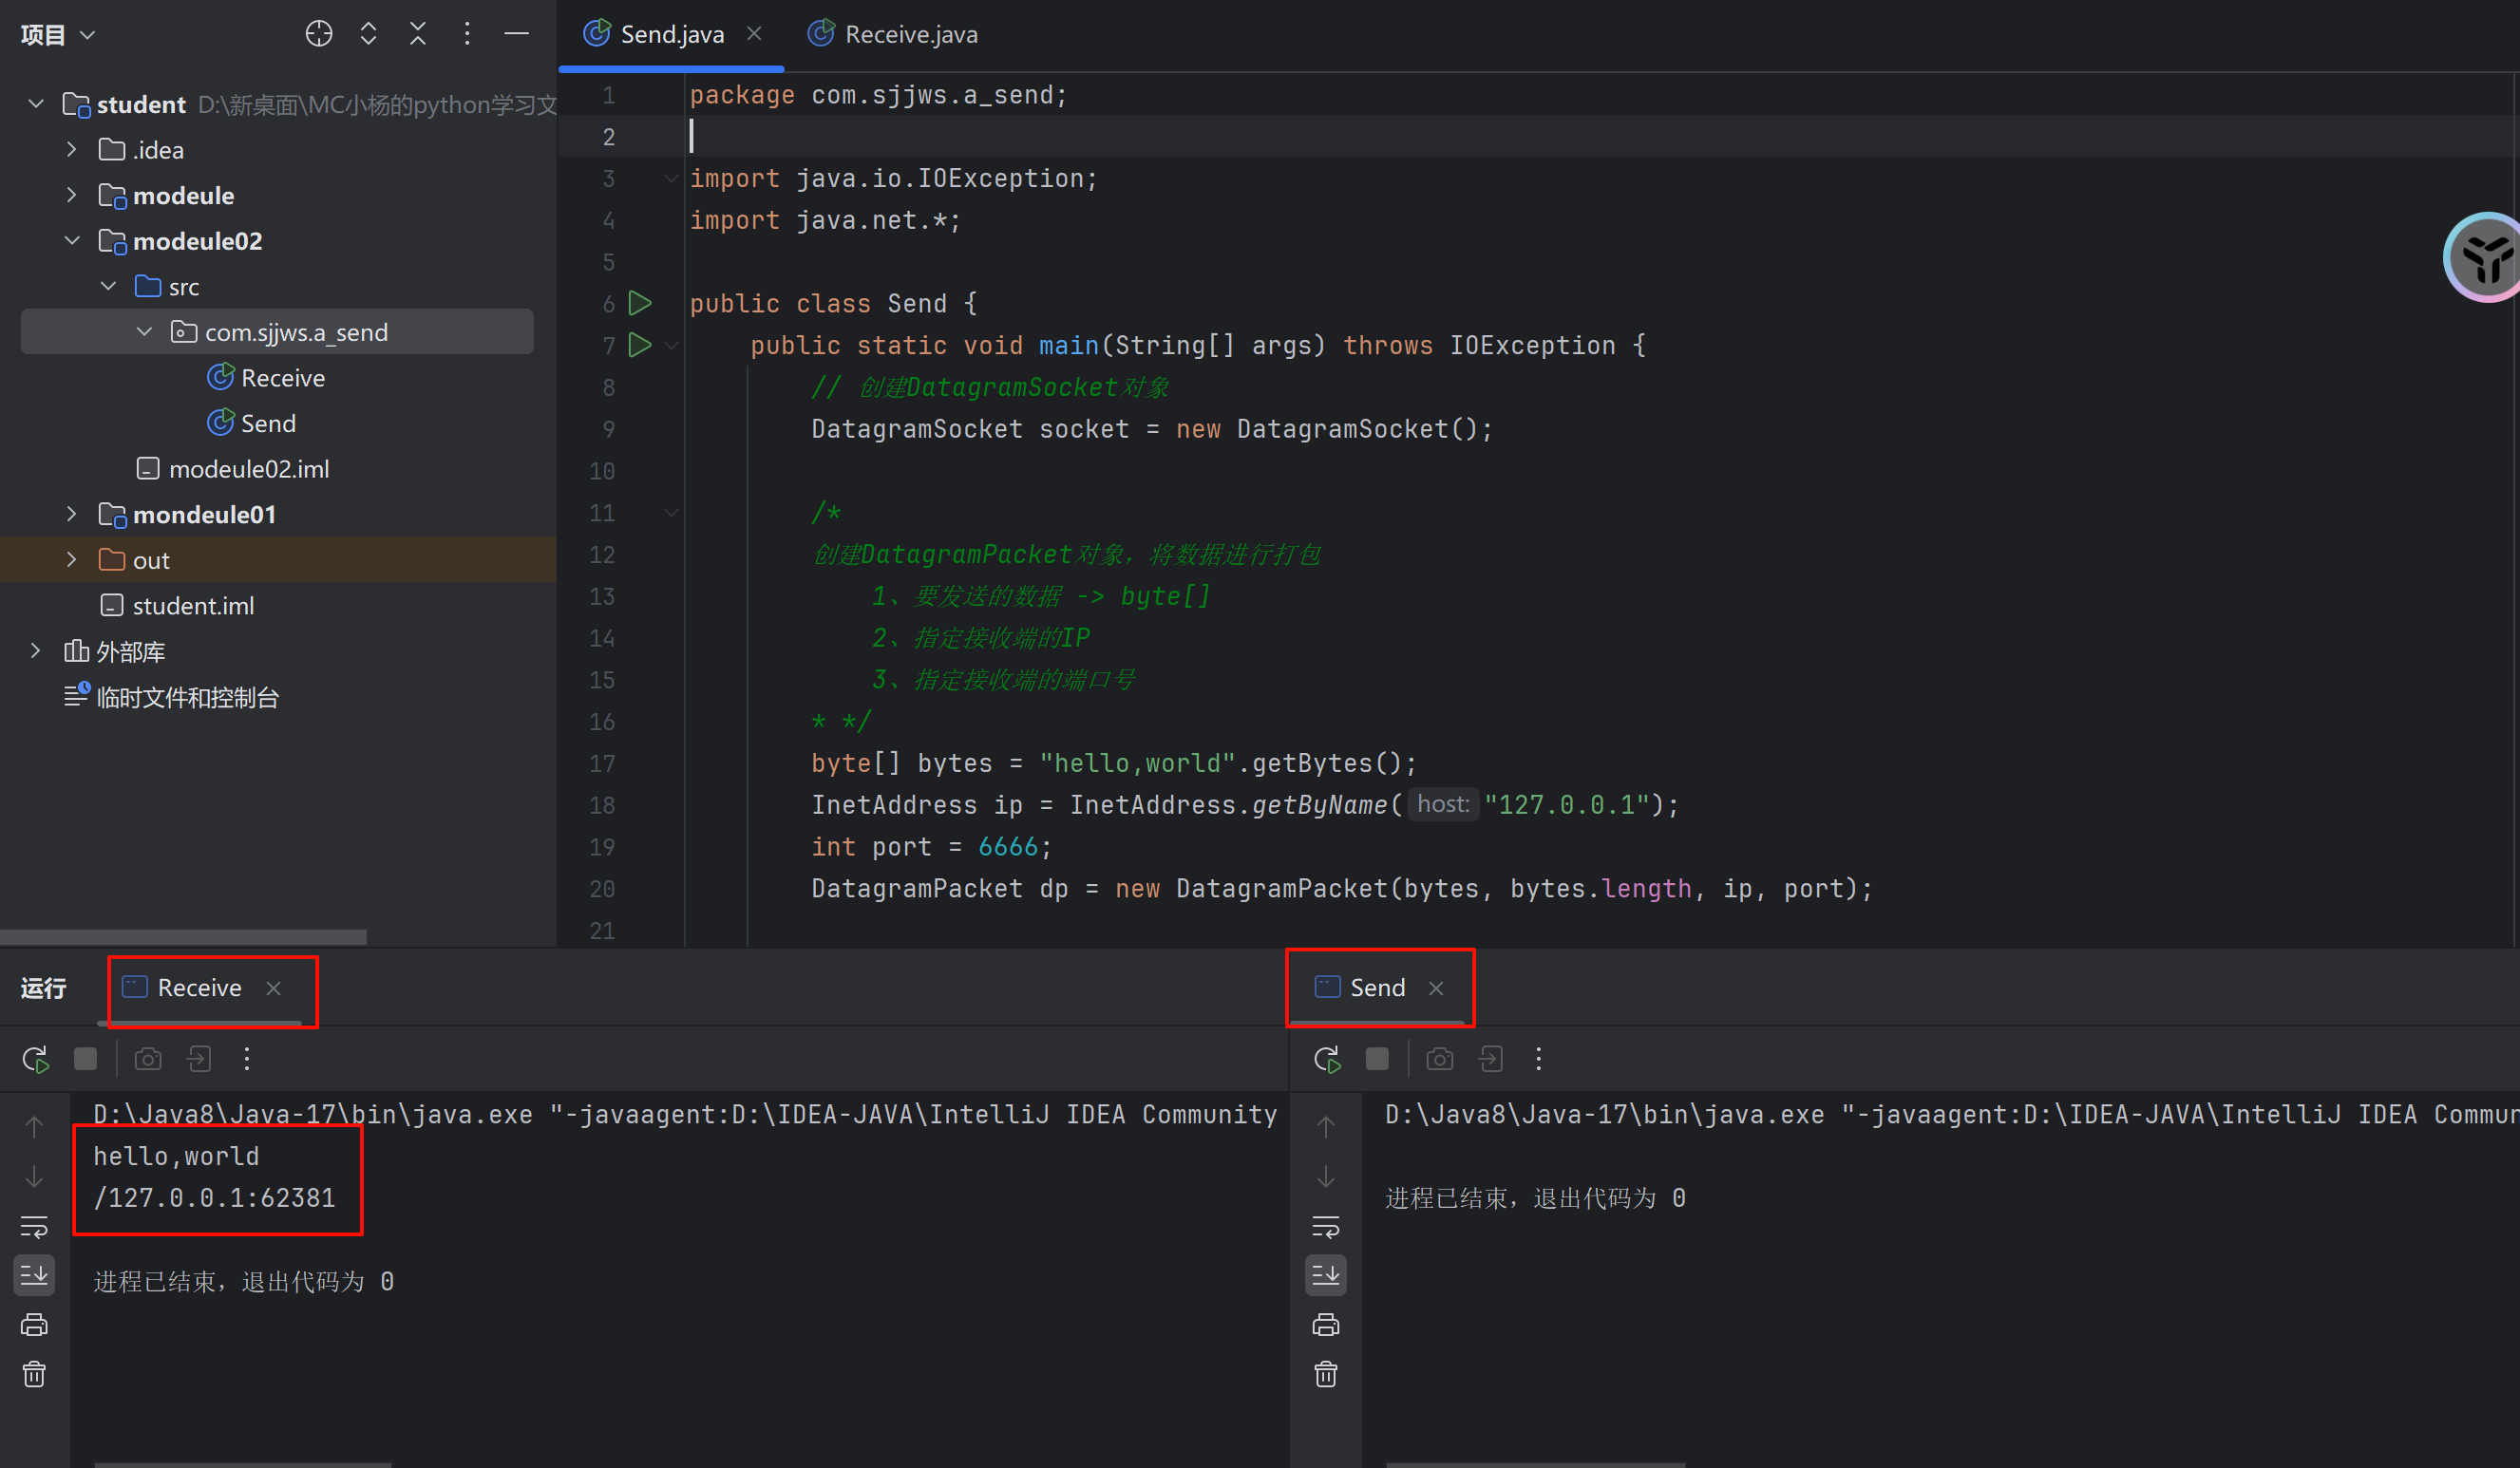 项目
student D:\新桌面\MC小杨的python学习文
.idea
modeule
modeule02
src
com.sjjws.a_send
Receive
Send
modeule02.iml
mondeule01
out
student.iml
外部库
临时文件和控制台
Send.java Receive.java
1 package com.sjjws.a_send;
2
3 import java.io.IOException;
4 import java.net.*;
5
6 public class Send {
7 public static void main(String[] args) throws IOException {
8 // 创建DatagramSocket对象
9 DatagramSocket socket = new DatagramSocket();
10
11 /*
12 创建DatagramPacket对象，将数据进行打包
13 1、要发送的数据 -> byte[]
14 2、指定接收端的IP
15 3、指定接收端的端口号
16 * */
17 byte[] bytes = "hello,world".getBytes();
18 InetAddress ip = InetAddress.getByName( host: "127.0.0.1");
19 int port = 6666;
20 DatagramPacket dp = new DatagramPacket(bytes, bytes.length, ip, port);
21
运行 Receive
D:\Java8\Java-17\bin\java.exe "-javaagent:D:\IDEA-JAVA\IntelliJ IDEA Community
hello,world
/127.0.0.1:62381
进程已结束，退出代码为 0
Send
D:\Java8\Java-17\bin\java.exe "-javaagent:D:\IDEA-JAVA\IntelliJ IDEA Commun
进程已结束，退出代码为 0